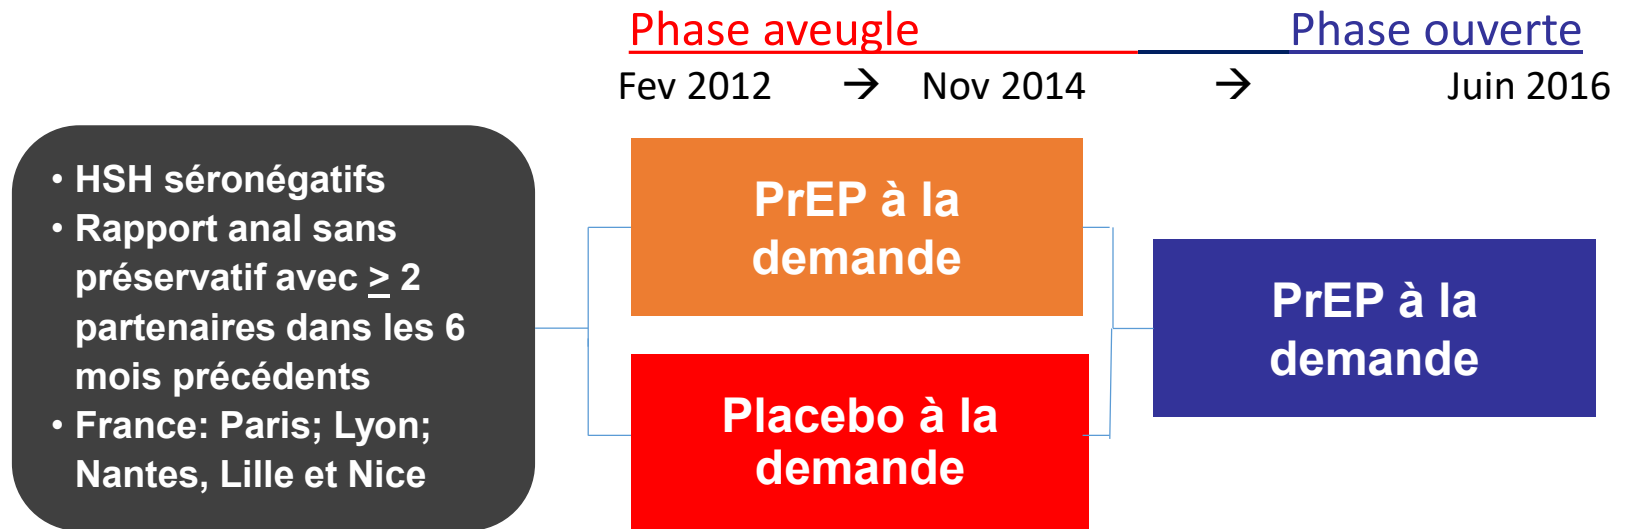 Phase aveugle Phase ouverte
Fev 2012 → Nov 2014 → Juin 2016
• HSH séronégatifs
• Rapport anal sans
préservatif avec ≥ 2
partenaires dans les 6
mois précédents
• France: Paris; Lyon;
Nantes, Lille et Nice
PrEP à la
demande
Placebo à la
demande
PrEP à la
demande